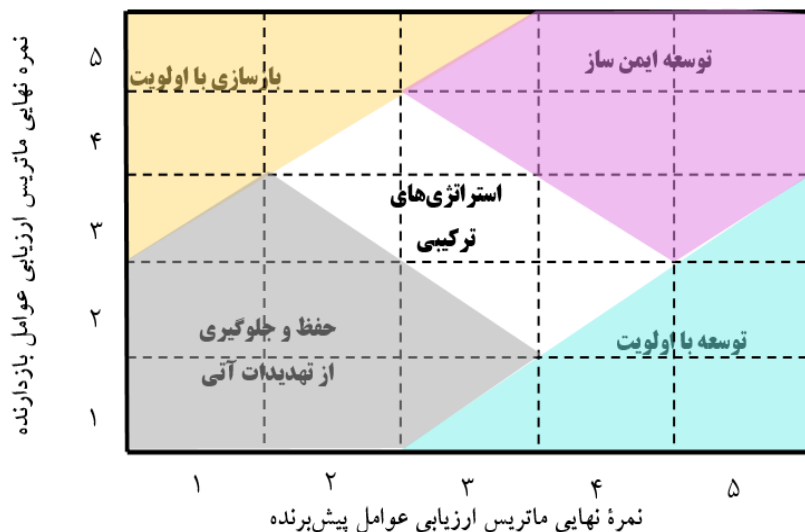 نمره نهایی ماتریس ارزیابی عوامل بازدارنده
۵
۴
۳
۲
۱
بازسازی با اولویت
توسعه ایمن ساز
استراتژی‌های
ترکیبی
حفظ و جلوگیری
از تهدیدات آتی
توسعه با اولویت
۱ ۲ ۳ ۴ ۵
نمرهٔ نهایی ماتریس ارزیابی عوامل پیش‌برنده